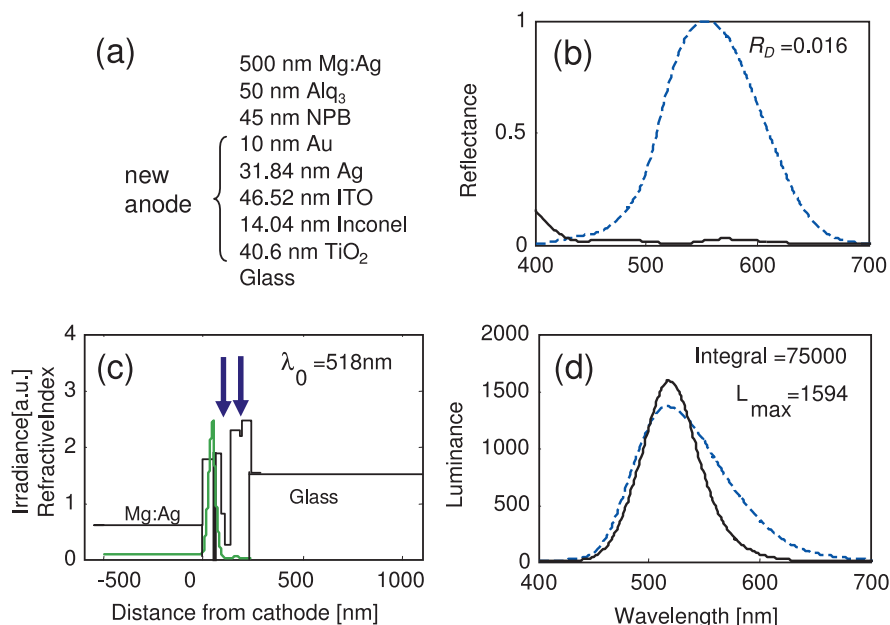 (a)
500 nm Mg:Ag
50 nm Alq3
45 nm NPB
10 nm Au
31.84 nm Ag
46.52 nm ITO
14.04 nm Inconel
40.6 nm TiO2
Glass
new
anode
(b)
R_D =0.016
Reflectance
1
0.5
0
400
500
600
700
(c)
λ0 =518nm
Irradiance[a.u.]
RefractiveIndex
4
3
2
1
0
Mg:Ag
Glass
-500
0
500
1000
Distance from cathode [nm]
(d)
Integral =75000
Lmax=1594
Luminance
2000
1500
1000
500
0
400
500
600
700
Wavelength [nm]